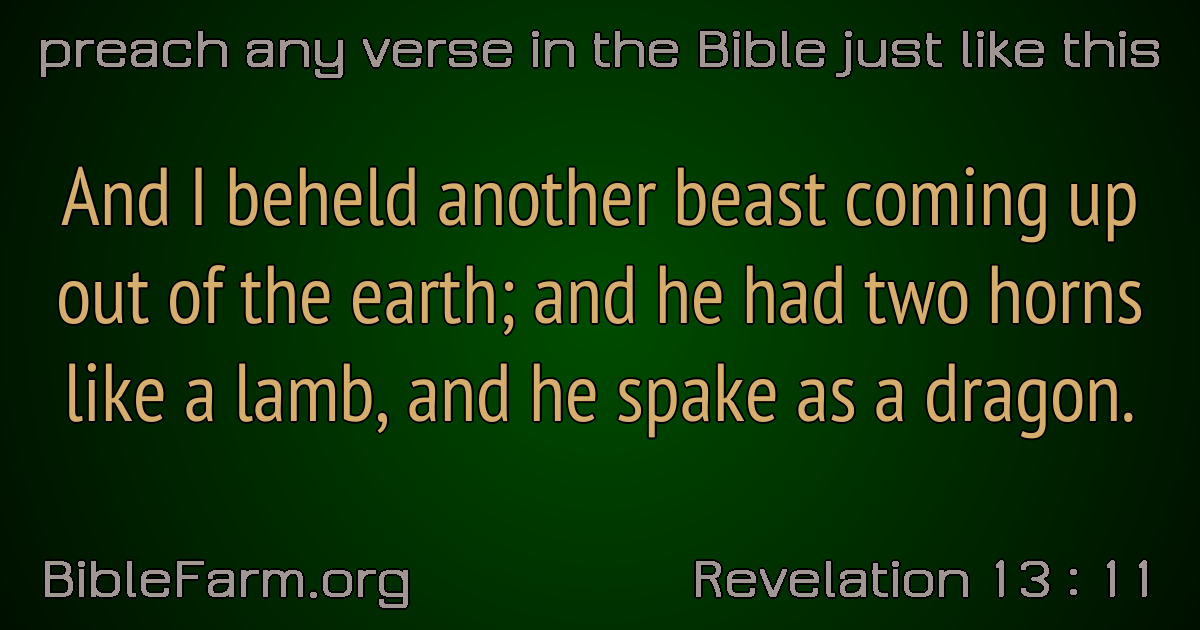 preach any verse in the Bible just like this
And I beheld another beast coming up
out of the earth; and he had two horns
like a lamb, and he spake as a dragon.
BibleFarm.org
Revelation 13 : 11